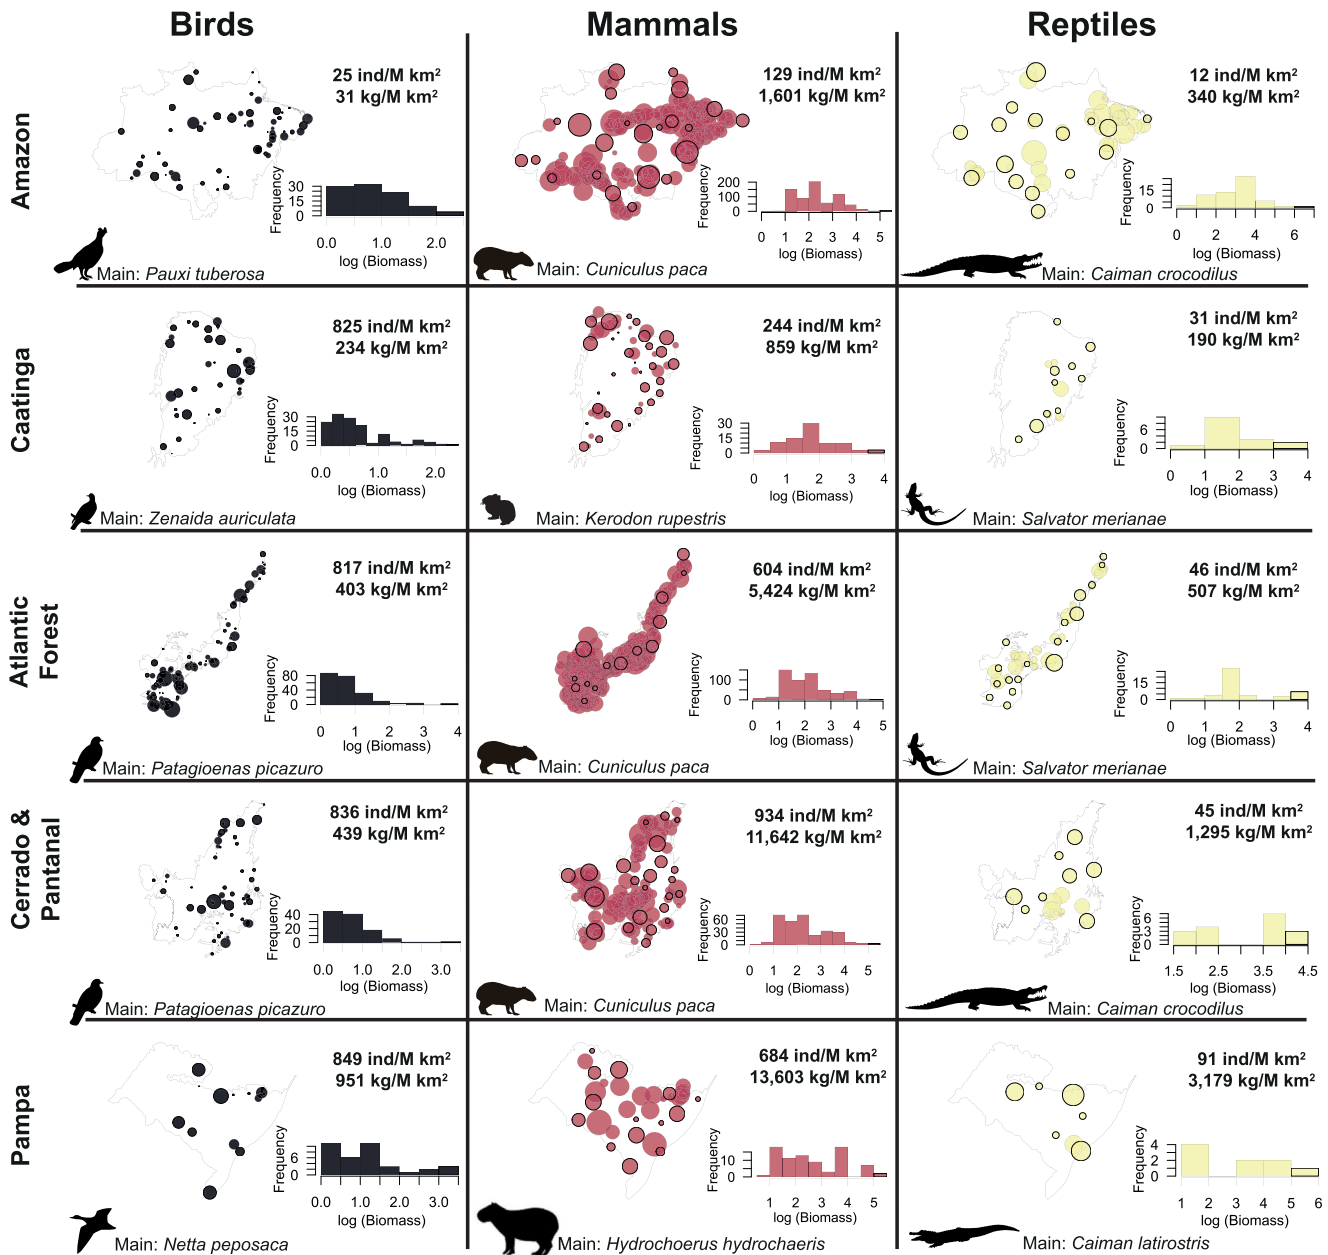 Birds
Mammals
Reptiles
Amazon
25 ind/M km²
31 kg/M km²
Frequency
30
15
0
0.0 1.0 2.0
log (Biomass)
Main: Pauxi tuberosa
129 ind/M km²
1,601 kg/M km²
Frequency
200
100
0
0 1 2 3 4 5
log (Biomass)
Main: Cuniculus paca
12 ind/M km²
340 kg/M km²
Frequency
15
0
0 2 4 6
log (Biomass)
Main: Caiman crocodilus
Caatinga
825 ind/M km²
234 kg/M km²
Frequency
30
15
0
0.0 1.0 2.0
log (Biomass)
Main: Zenaida auriculata
244 ind/M km²
859 kg/M km²
Frequency
30
15
0
0 1 2 3 4
log (Biomass)
Main: Kerodon rupestris
31 ind/M km²
190 kg/M km²
Frequency
6
0
0 1 2 3 4
log (Biomass)
Main: Salvator merianae
Atlantic
Forest
817 ind/M km²
403 kg/M km²
Frequency
80
40
0
0 1 2 3 4
log (Biomass)
Main: Patagioenas picazuro
604 ind/M km²
5,424 kg/M km²
Frequency
100
0
0 1 2 3 4 5
log (Biomass)
Main: Cuniculus paca
46 ind/M km²
507 kg/M km²
Frequency
15
0
0 1 2 3 4
log (Biomass)
Main: Salvator merianae
Cerrado &
Pantanal
836 ind/M km²
439 kg/M km²
Frequency
40
20
0
0.0 1.0 2.0 3.0
log (Biomass)
Main: Patagioenas picazuro
934 ind/M km²
11,642 kg/M km²
Frequency
60
30
0
0 1 2 3 4 5
log (Biomass)
Main: Cuniculus paca
45 ind/M km²
1,295 kg/M km²
Frequency
6
3
0
1.5 2.5 3.5 4.5
log (Biomass)
Main: Caiman crocodilus
Pampa
849 ind/M km²
951 kg/M km²
Frequency
6
0
0.0 1.0 2.0 3.0
log (Biomass)
Main: Netta peposaca
684 ind/M km²
13,603 kg/M km²
Frequency
10
0
1 2 3 4 5
log (Biomass)
Main: Hydrochoerus hydrochaeris
91 ind/M km²
3,179 kg/M km²
Frequency
4
2
0
1 2 3 4 5 6
log (Biomass)
Main: Caiman latirostris